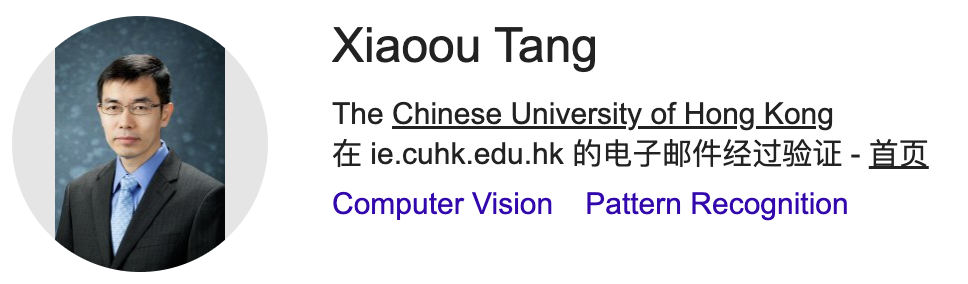 Xiaoou Tang
The Chinese University of Hong Kong
在 ie.cuhk.edu.hk 的电子邮件经过验证 - 首页
Computer Vision Pattern Recognition